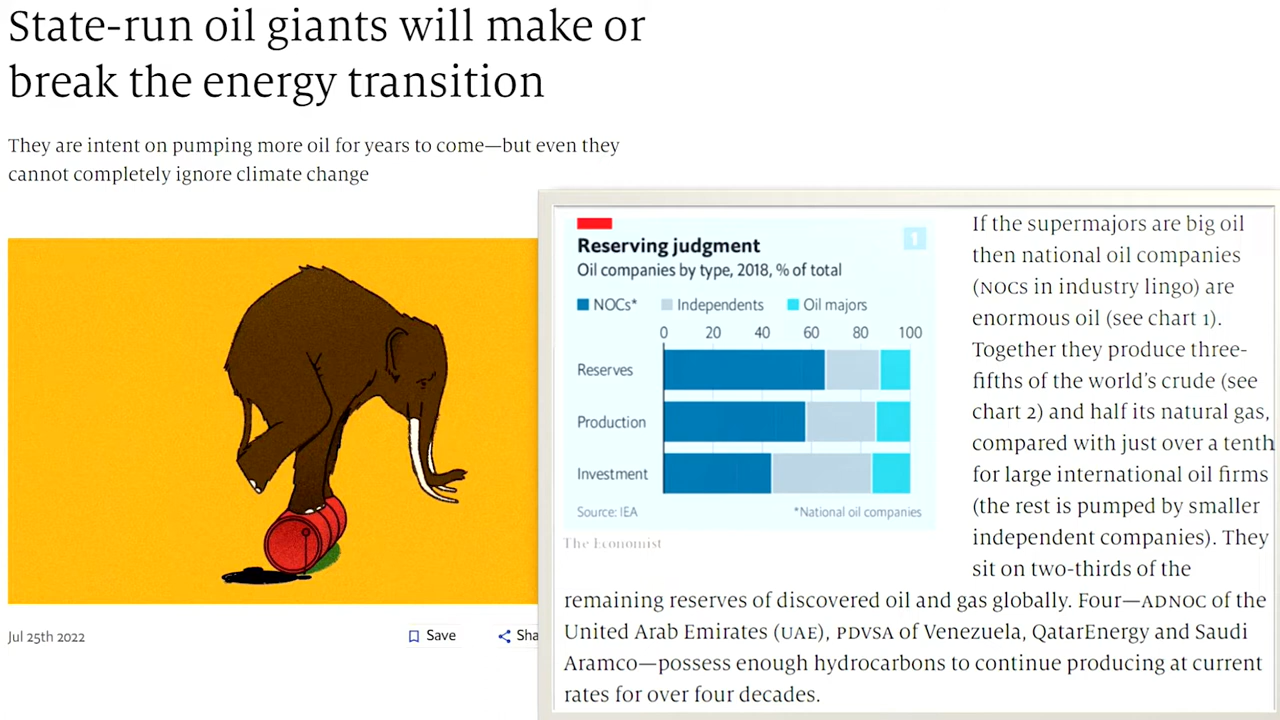 State-run oil giants will make or
break the energy transition
They are intent on pumping more oil for years to come—but even they
cannot completely ignore climate change
Jul 25th 2022
Save
Sha
Reserving judgment
1
Oil companies by type, 2018, % of total
NOCs* Independents Oil majors
0 20 40 60 80 100
Reserves
Production
Investment
Source: IEA *National oil companies
The Economist
If the supermajors are big oil
then national oil companies
(NOCs in industry lingo) are
enormous oil (see chart 1).
Together they produce three-
fifths of the world's crude (see
chart 2) and half its natural gas,
compared with just over a tenth
for large international oil firms
(the rest is pumped by smaller
independent companies). They
sit on two-thirds of the
remaining reserves of discovered oil and gas globally. Four—ADNOC of the
United Arab Emirates (UAE), PDVSA of Venezuela, QatarEnergy and Saudi
Aramco—possess enough hydrocarbons to continue producing at current
rates for over four decades.